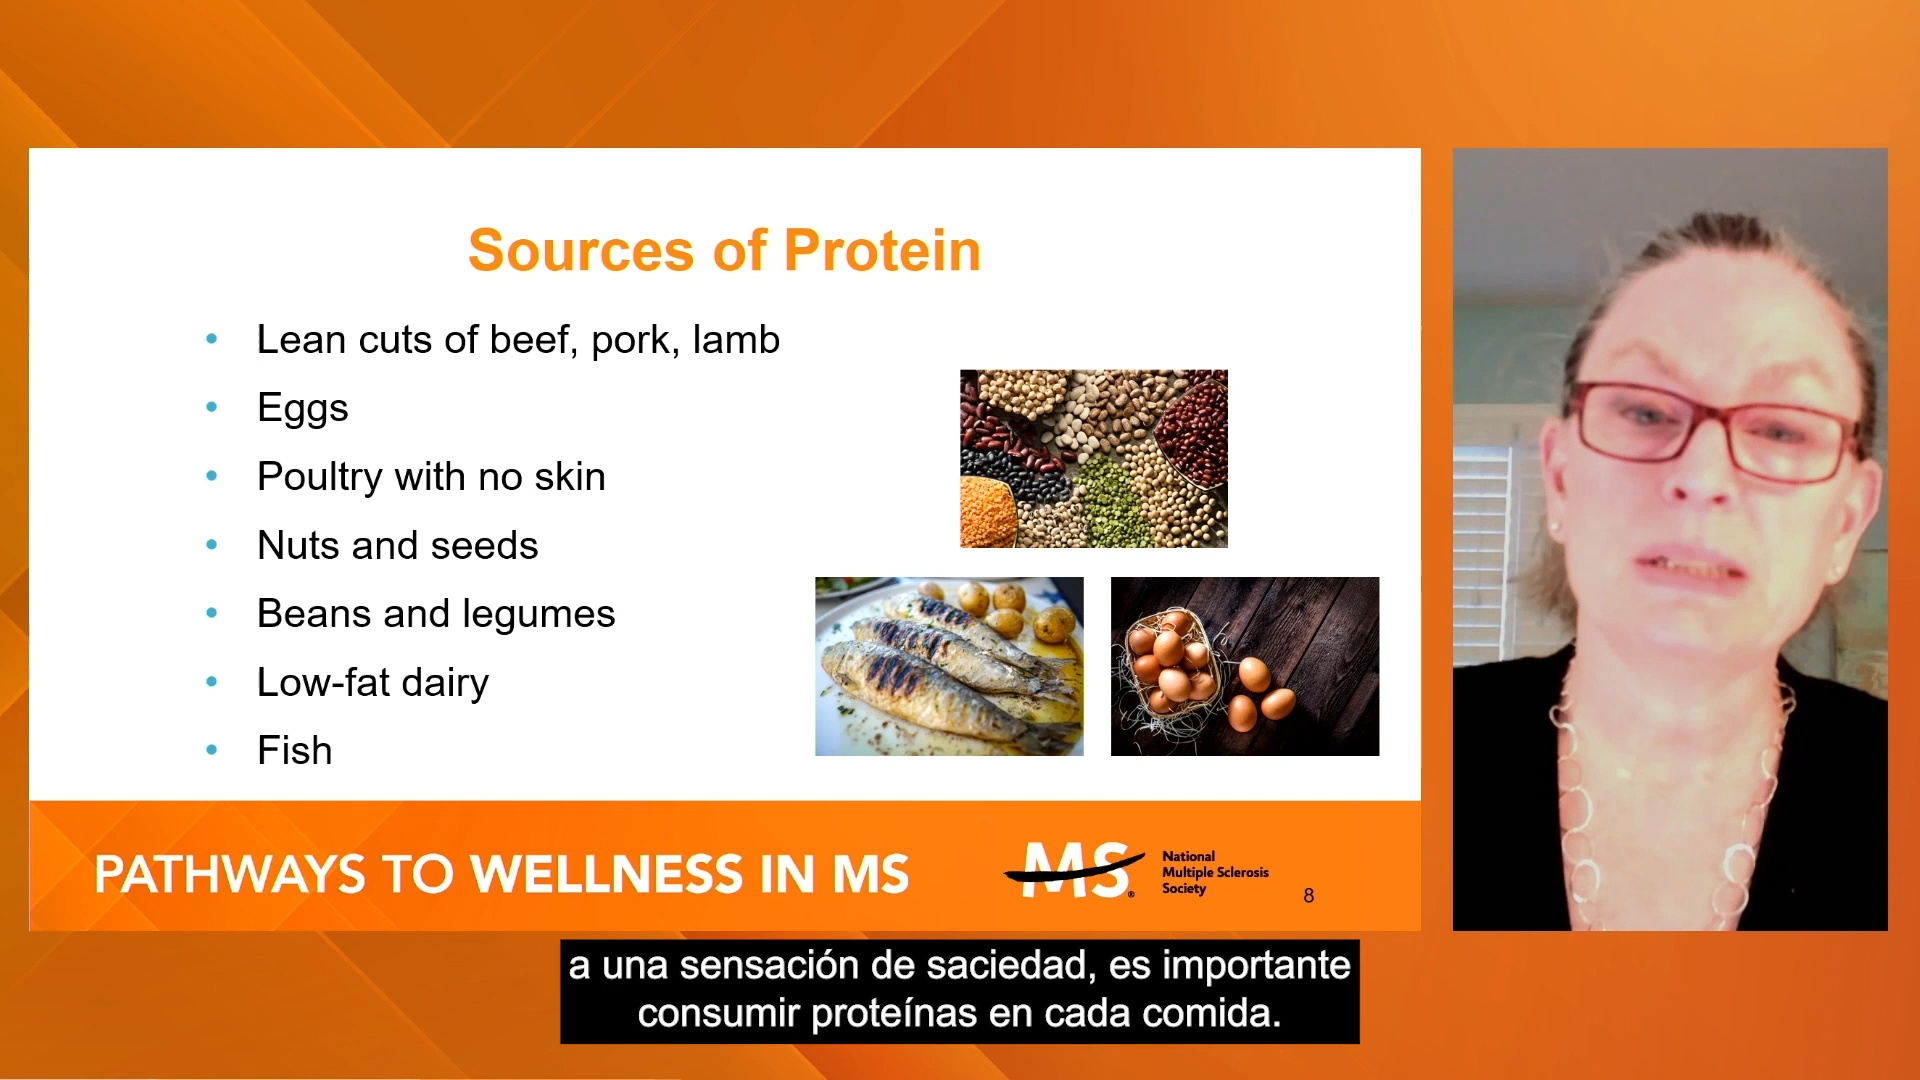 Sources of Protein
• Lean cuts of beef, pork, lamb
• Eggs
• Poultry with no skin
• Nuts and seeds
• Beans and legumes
• Low-fat dairy
• Fish
PATHWAYS TO WELLNESS IN MS
MS®
National
Multiple Sclerosis
Society
8
a una sensación de saciedad, es importante
consumir proteínas en cada comida.